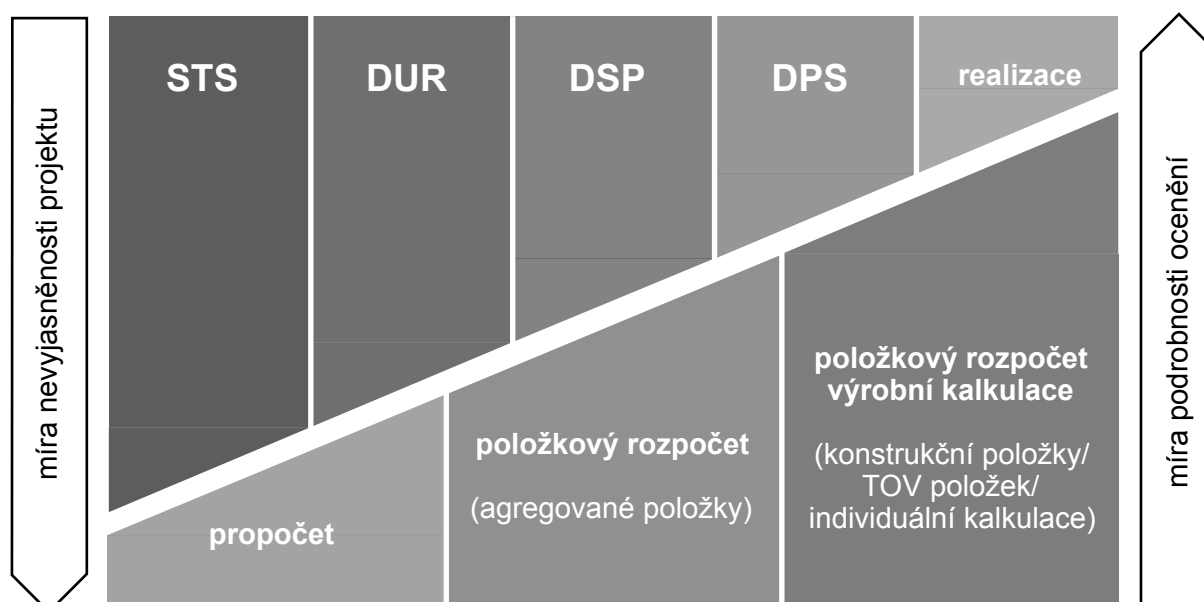 míra nevyjasněnosti projektu
STS
DUR
DSP
DPS
realizace
propočet
položkový rozpočet
(agregované položky)
položkový rozpočet
výrobní kalkulace
(konstrukční položky/
TOV položek/
individuální kalkulace)
míra podrobnosti ocenění